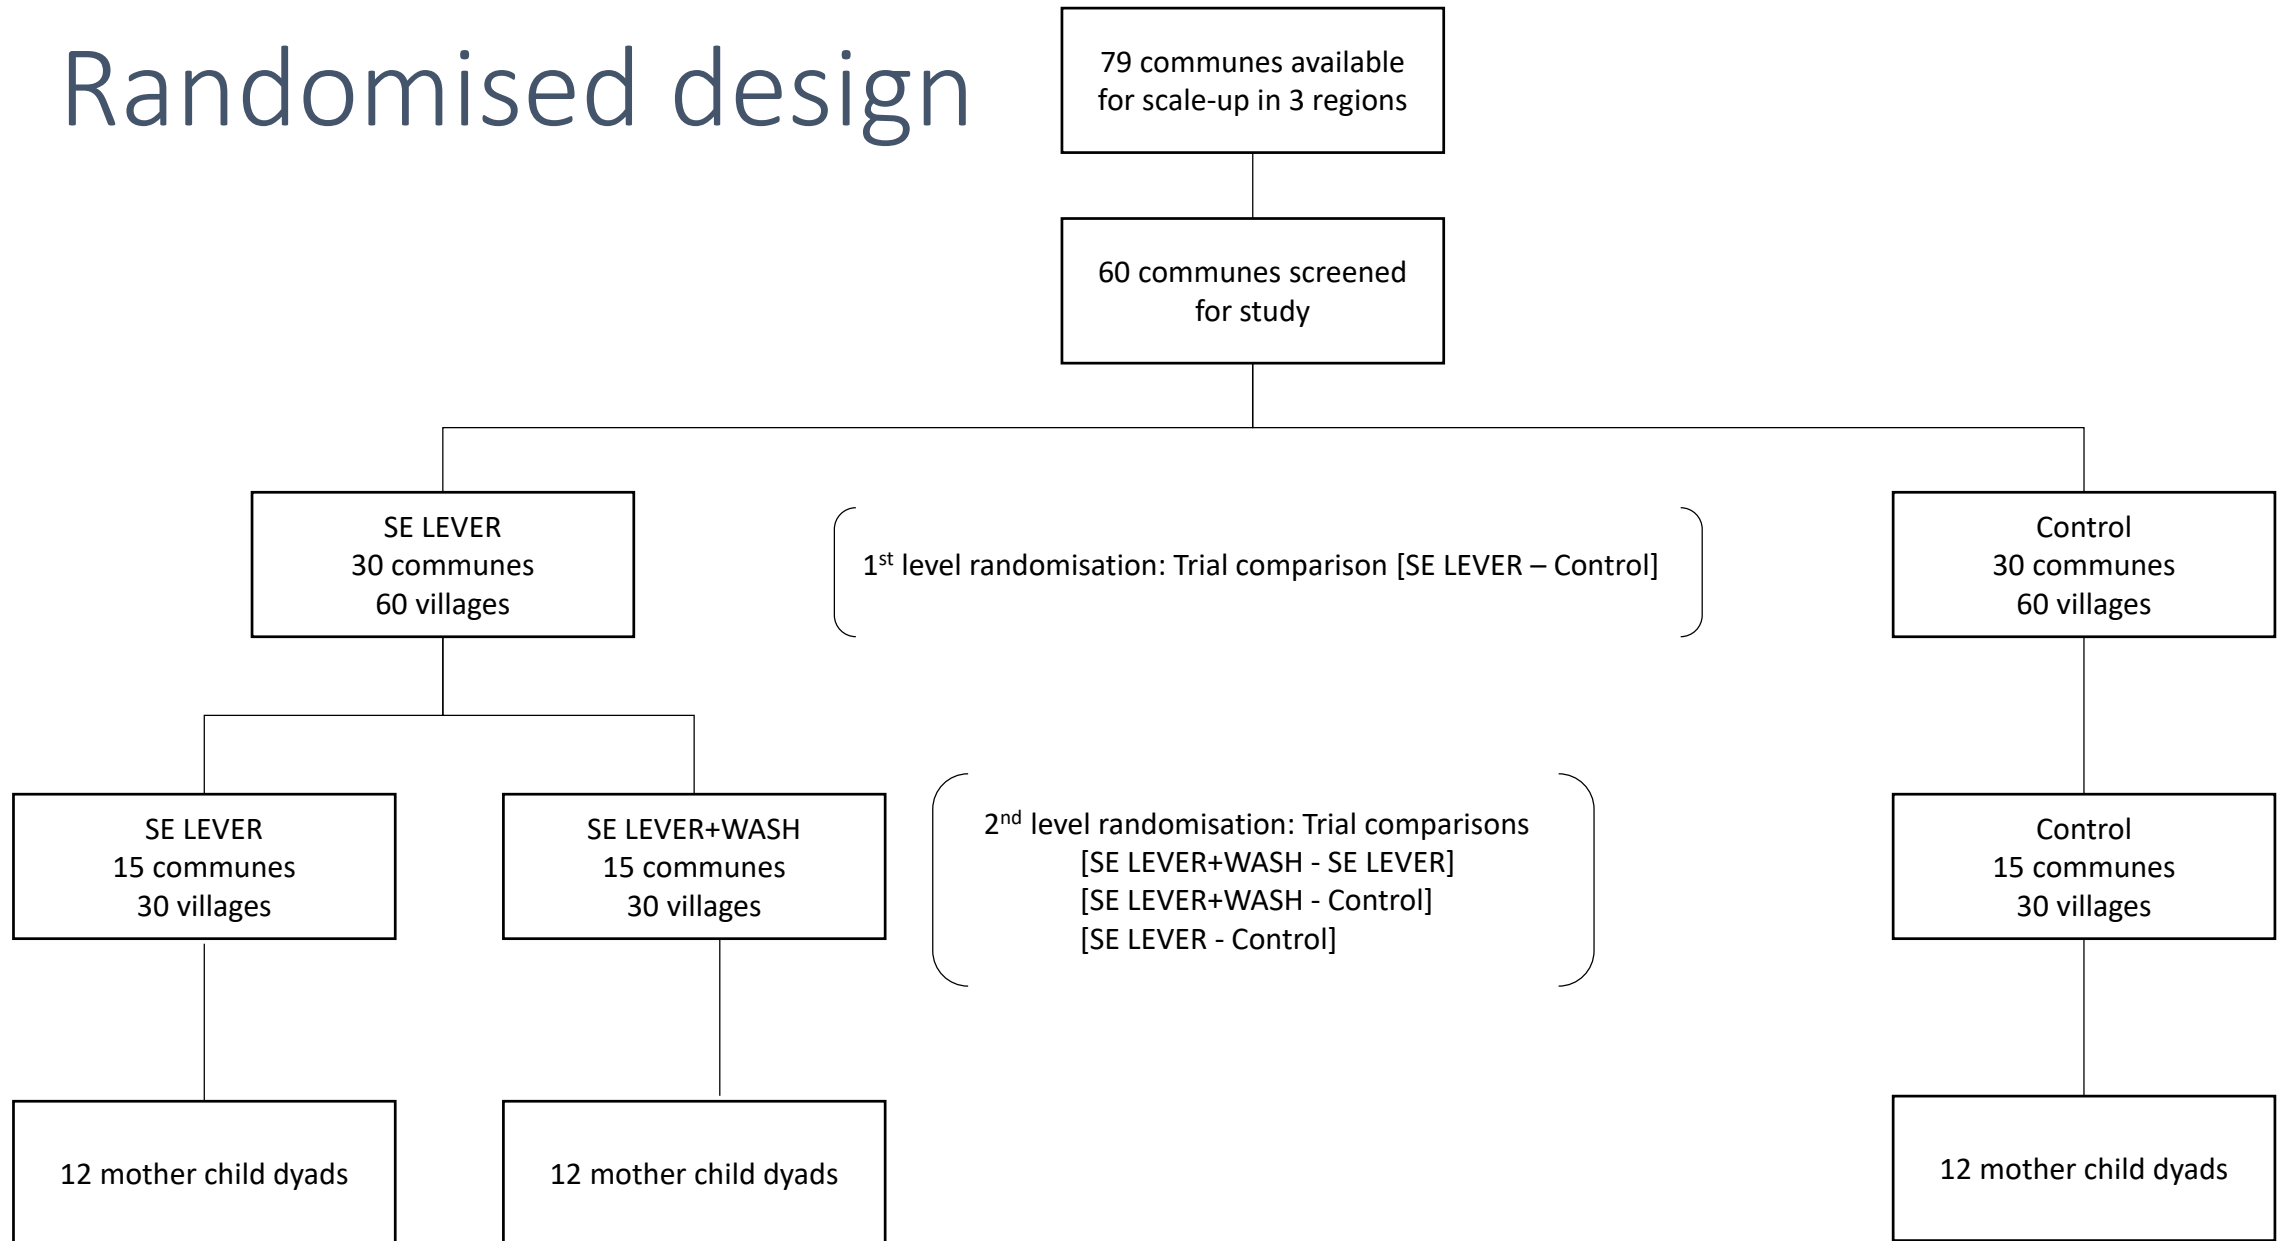 Randomised design
79 communes available
for scale-up in 3 regions
60 communes screened
for study
SE LEVER
30 communes
60 villages
1st level randomisation: Trial comparison [SE LEVER – Control]
Control
30 communes
60 villages
SE LEVER
15 communes
30 villages
SE LEVER+WASH
15 communes
30 villages
2nd level randomisation: Trial comparisons
[SE LEVER+WASH - SE LEVER]
[SE LEVER+WASH - Control]
[SE LEVER - Control]
Control
15 communes
30 villages
12 mother child dyads
12 mother child dyads
12 mother child dyads